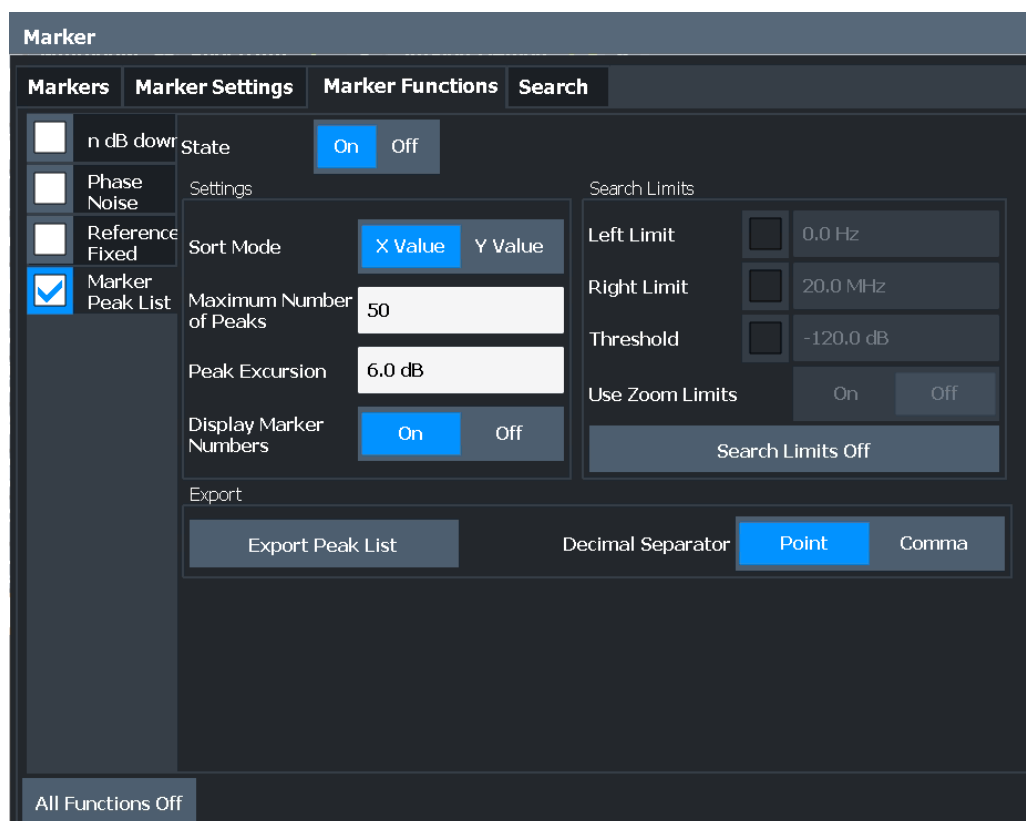 Marker
Markers Marker Settings Marker Functions Search
n dB down
Phase
Noise
Reference
Fixed
Marker
Peak List
State On Off
Settings
Sort Mode X Value Y Value
Maximum Number
of Peaks
50
Peak Excursion 6.0 dB
Display Marker
Numbers
On Off
Search Limits
Left Limit 0.0 Hz
Right Limit 20.0 MHz
Threshold -120.0 dB
Use Zoom Limits On Off
Search Limits Off
Export
Export Peak List Decimal Separator Point Comma
All Functions Off